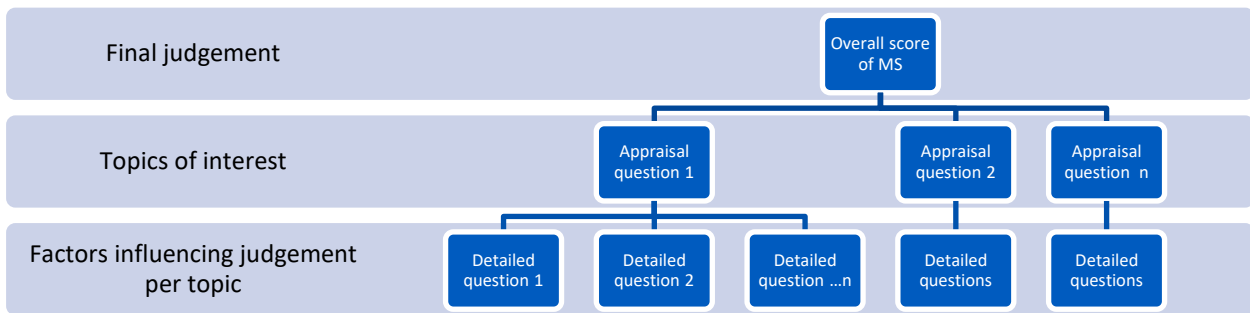 Final judgement
Overall score
of MS
Topics of interest
Appraisal
question 1
Appraisal
question 2
Appraisal
question n
Factors influencing judgement
per topic
Detailed
question 1
Detailed
question 2
Detailed
question ...n
Detailed
questions
Detailed
questions